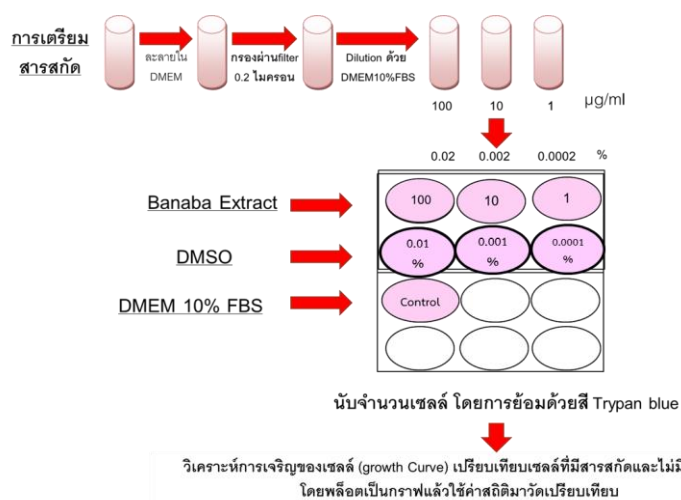 การเตรียม
สารสกัด
ละลายใน
DMEM
กรองผ่านfilter
0.2 ไมครอน
Dilution ด้วย
DMEM10%FBS
100 10 1 µg/ml
0.02 0.002 0.0002 %
Banaba Extract
100 10 1
DMSO
0.01
%
0.001
%
0.0001
%
DMEM 10% FBS
Control
นับจำนวนเซลล์ โดยการย้อมด้วยสี Trypan blue
วิเคราะห์การเจริญของเซลล์ (growth Curve) เปรียบเทียบเซลล์ที่มีสารสกัดและไม่มี
โดยพล็อตเป็นกราฟแล้วใช้ค่าสถิติมาวัดเปรียบเทียบ